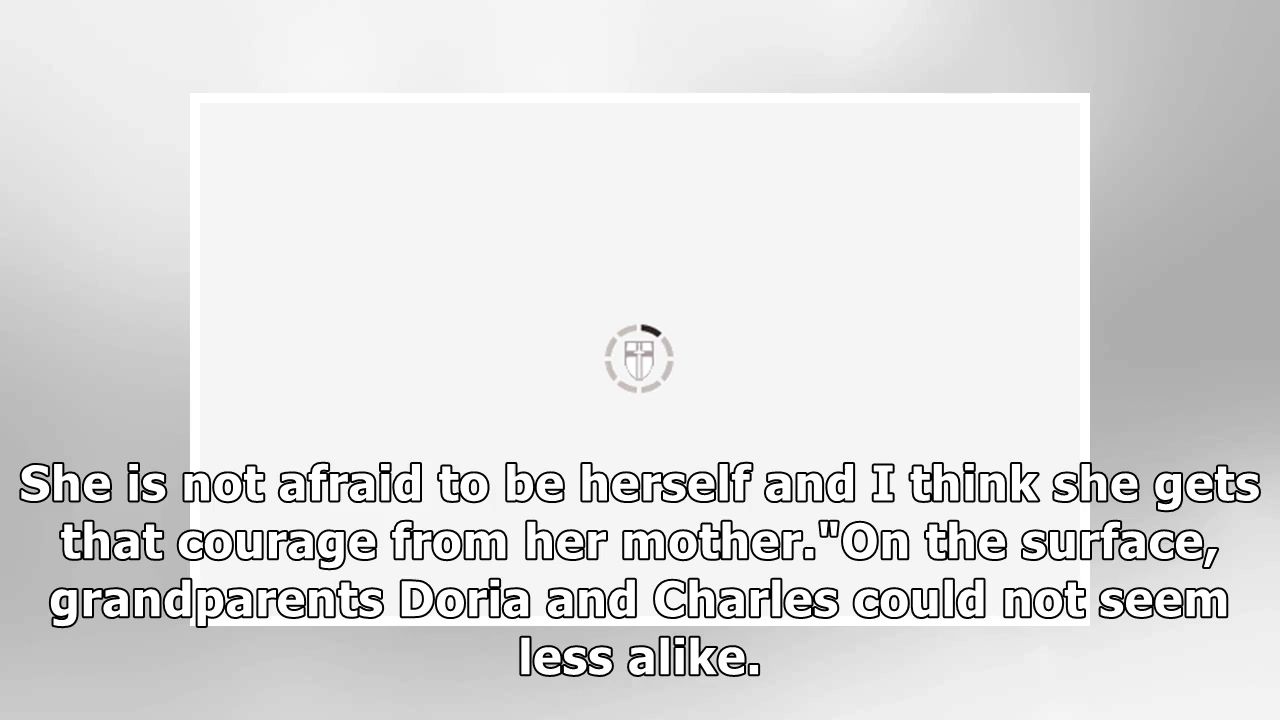 She is not afraid to be herself and I think she gets
that courage from her mother."On the surface,
grandparents Doria and Charles could not seem
less alike.